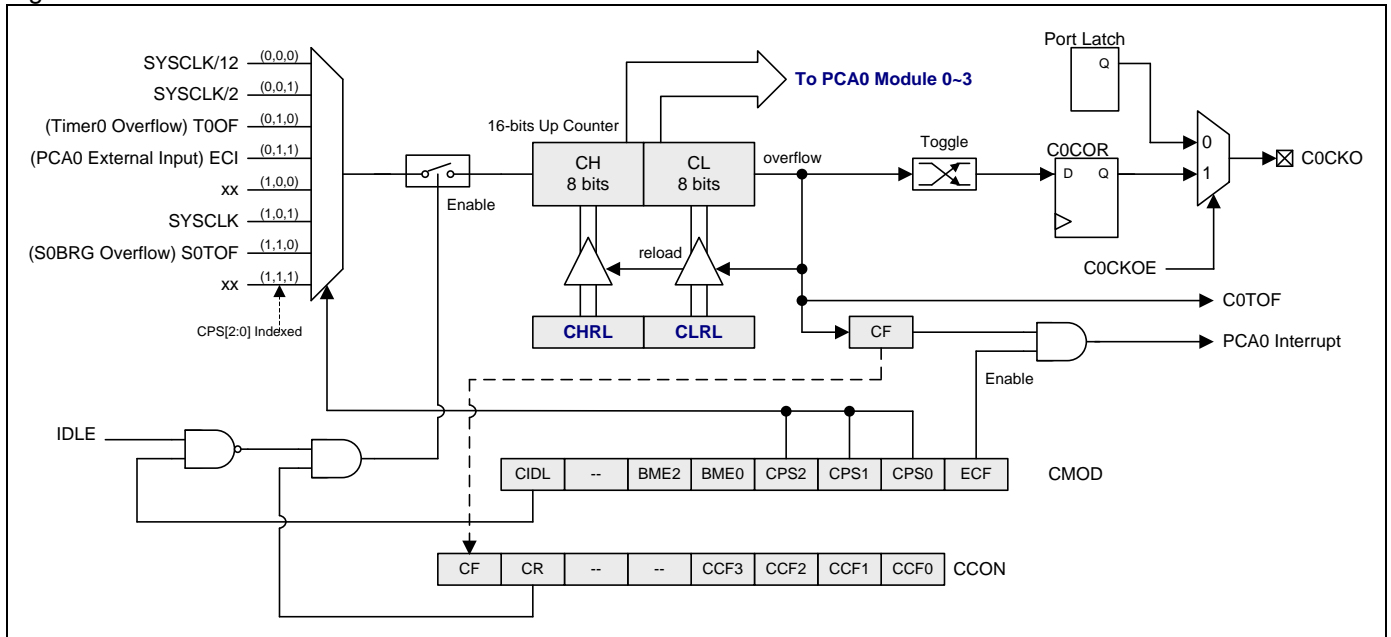 SYSCLK/12 (0,0,0)
SYSCLK/2 (0,0,1)
(Timer0 Overflow) T0OF (0,1,0)
(PCA0 External Input) ECI (0,1,1)
xx (1,0,0)
SYSCLK (1,0,1)
(S0BRG Overflow) S0TOF (1,1,0)
xx (1,1,1)
CPS[2:0] Indexed
Enable
To PCA0 Module 0~3
16-bits Up Counter
CH
8 bits
CL
8 bits
overflow
reload
CHRL
CLRL
Toggle
Port Latch
Q
C0COR
D Q
0
1
C0CKO
C0CKOE
C0TOF
CF
PCA0 Interrupt
Enable
IDLE
CIDL -- BME2 BME0 CPS2 CPS1 CPS0 ECF CMOD
CF CR -- -- CCF3 CCF2 CCF1 CCF0 CCON